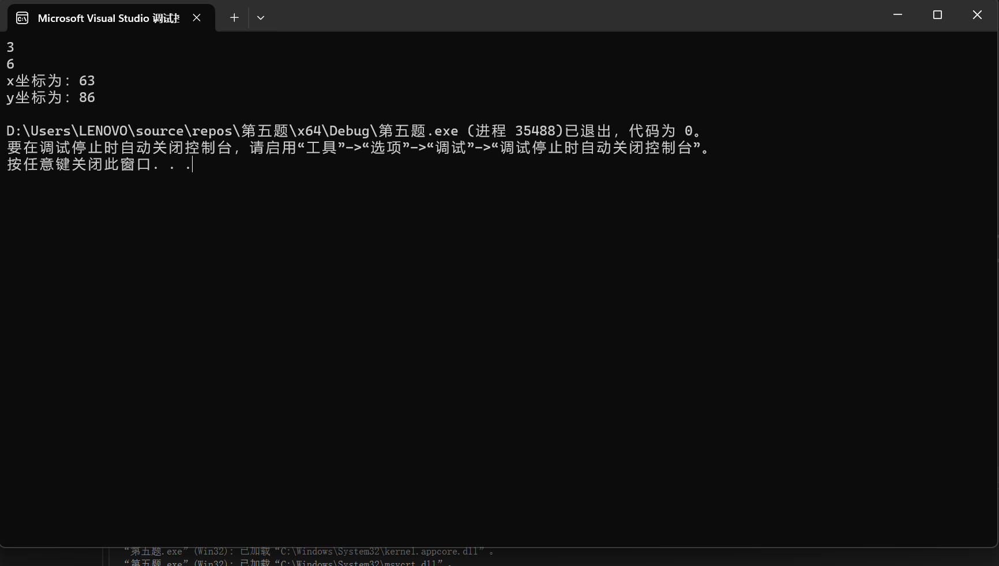 Microsoft Visual Studio 调试
3
6
x坐标为：63
y坐标为：86
D:\Users\LENOVO\source\repos\第五题\x64\Debug\第五题.exe (进程 35488)已退出，代码为 0。
要在调试停止时自动关闭控制台，请启用“工具”->“选项”->“调试”->“调试停止时自动关闭控制台”。
按任意键关闭此窗口. . .
“第五题.exe” (Win32): 已加载 “C:\Windows\System32\kernel.appcore.dll”。
“第五题.exe” (Win32): 已加载 “C:\Windows\System32\msvcrt.dll”。